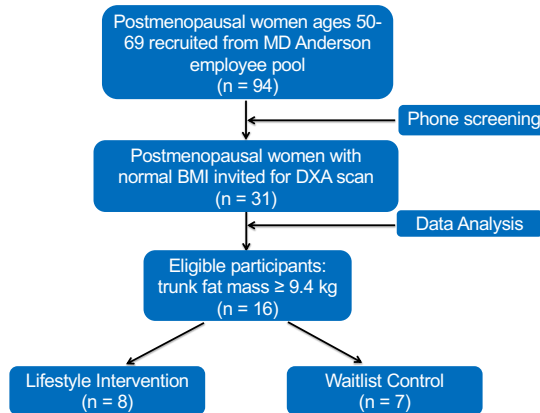 Postmenopausal women ages 50-
69 recruited from MD Anderson
employee pool
(n = 94)
Phone screening
Postmenopausal women with
normal BMI invited for DXA scan
(n = 31)
Data Analysis
Eligible participants:
trunk fat mass ≥ 9.4 kg
(n = 16)
Lifestyle Intervention
(n = 8)
Waitlist Control
(n = 7)